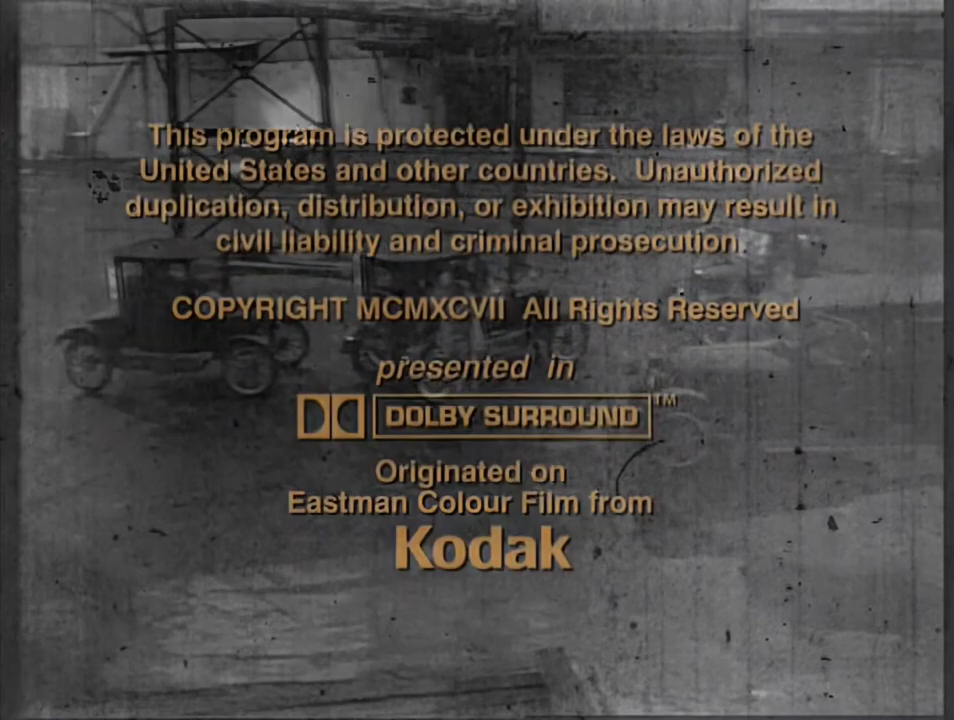 This program is protected under the laws of the
United States and other countries.  Unauthorized
duplication, distribution, or exhibition may result in
civil liability and criminal prosecution.
COPYRIGHT MCMXCVII  All Rights Reserved
presented in
DOLBY SURROUND™
Originated on
Eastman Colour Film from
Kodak